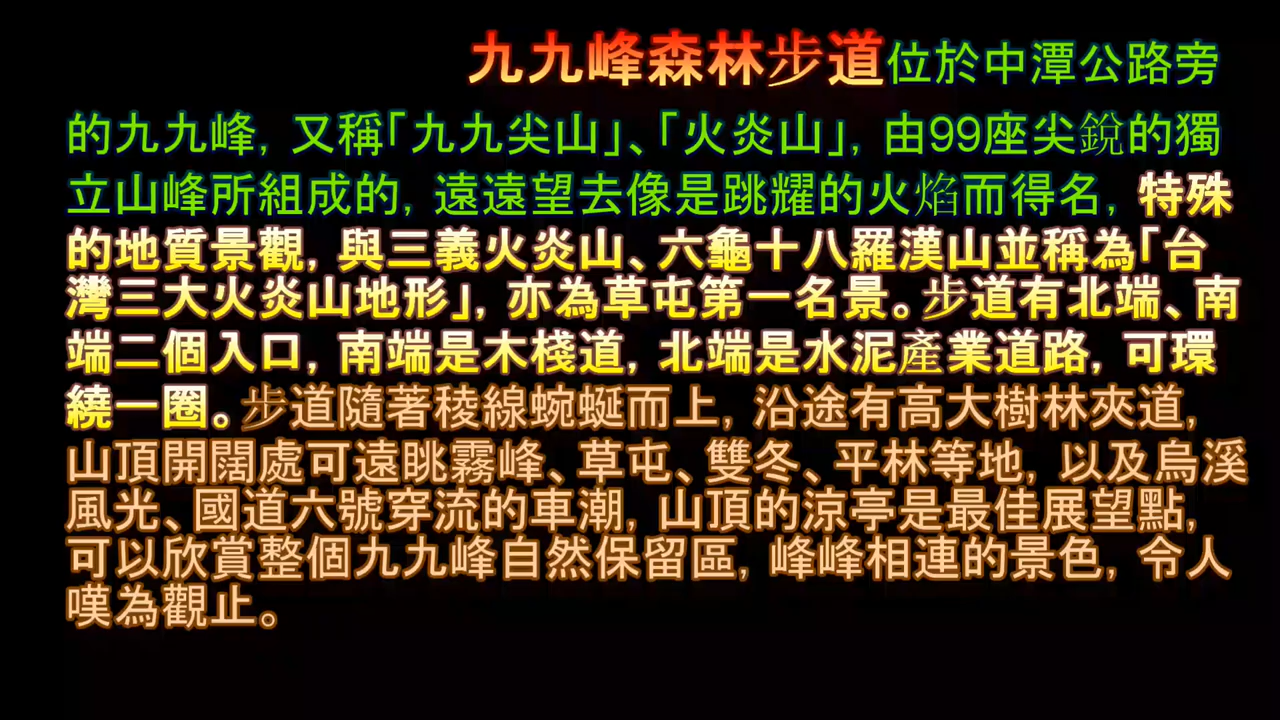 九九峰森林步道位於中潭公路旁
的九九峰, 又稱「九九尖山」、「火炎山」, 由99座尖銳的獨
立山峰所組成的, 遠遠望去像是跳耀的火焰而得名, 特殊
的地質景觀, 與三義火炎山、六龜十八羅漢山並稱為「台
灣三大火炎山地形」, 亦為草屯第一名景。步道有北端、南
端二個入口, 南端是木棧道, 北端是水泥產業道路, 可環
繞一圈。步道隨著稜線蜿蜒而上, 沿途有高大樹林夾道,
山頂開闊處可遠眺霧峰、草屯、雙冬、平林等地, 以及烏溪
風光、國道六號穿流的車潮, 山頂的涼亭是最佳展望點,
可以欣賞整個九九峰自然保留區, 峰峰相連的景色, 令人
嘆為觀止。